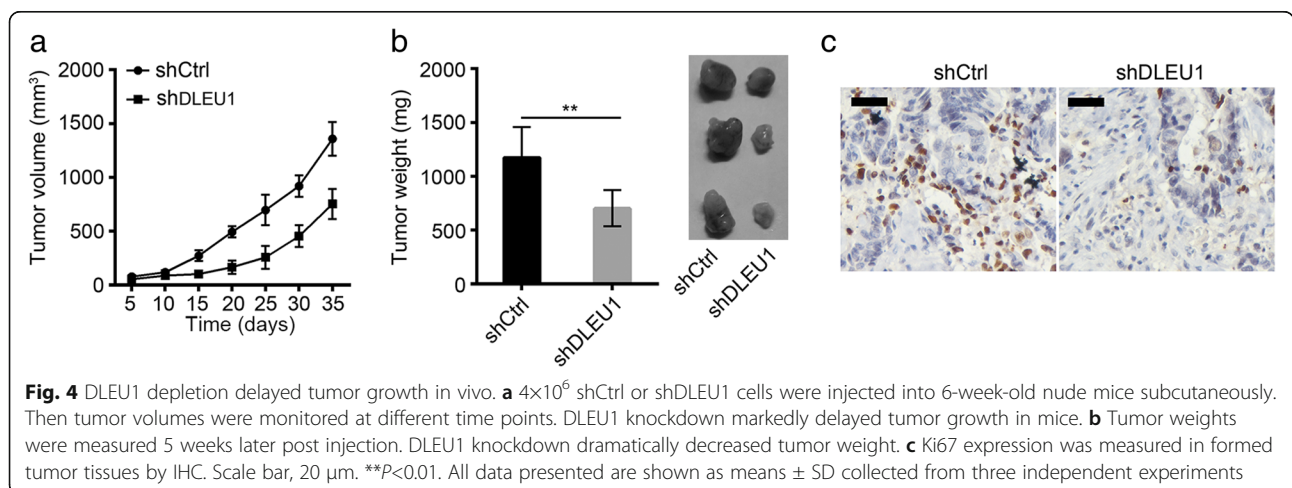 a
2000
1500
1000
500
0
Tumor volume (mm³)
shCtrl
shDLEU1
5 10 15 20 25 30 35
Time (days)
b
2000
1500
1000
500
0
Tumor weight (mg)
**
shCtrl
shDLEU1
shCtrl
shDLEU1
c
shCtrl
shDLEU1
Fig. 4 DLEU1 depletion delayed tumor growth in vivo. a 4×10⁶ shCtrl or shDLEU1 cells were injected into 6-week-old nude mice subcutaneously.
Then tumor volumes were monitored at different time points. DLEU1 knockdown markedly delayed tumor growth in mice. b Tumor weights
were measured 5 weeks later post injection. DLEU1 knockdown dramatically decreased tumor weight. c Ki67 expression was measured in formed
tumor tissues by IHC. Scale bar, 20 μm. **P<0.01. All data presented are shown as means ± SD collected from three independent experiments